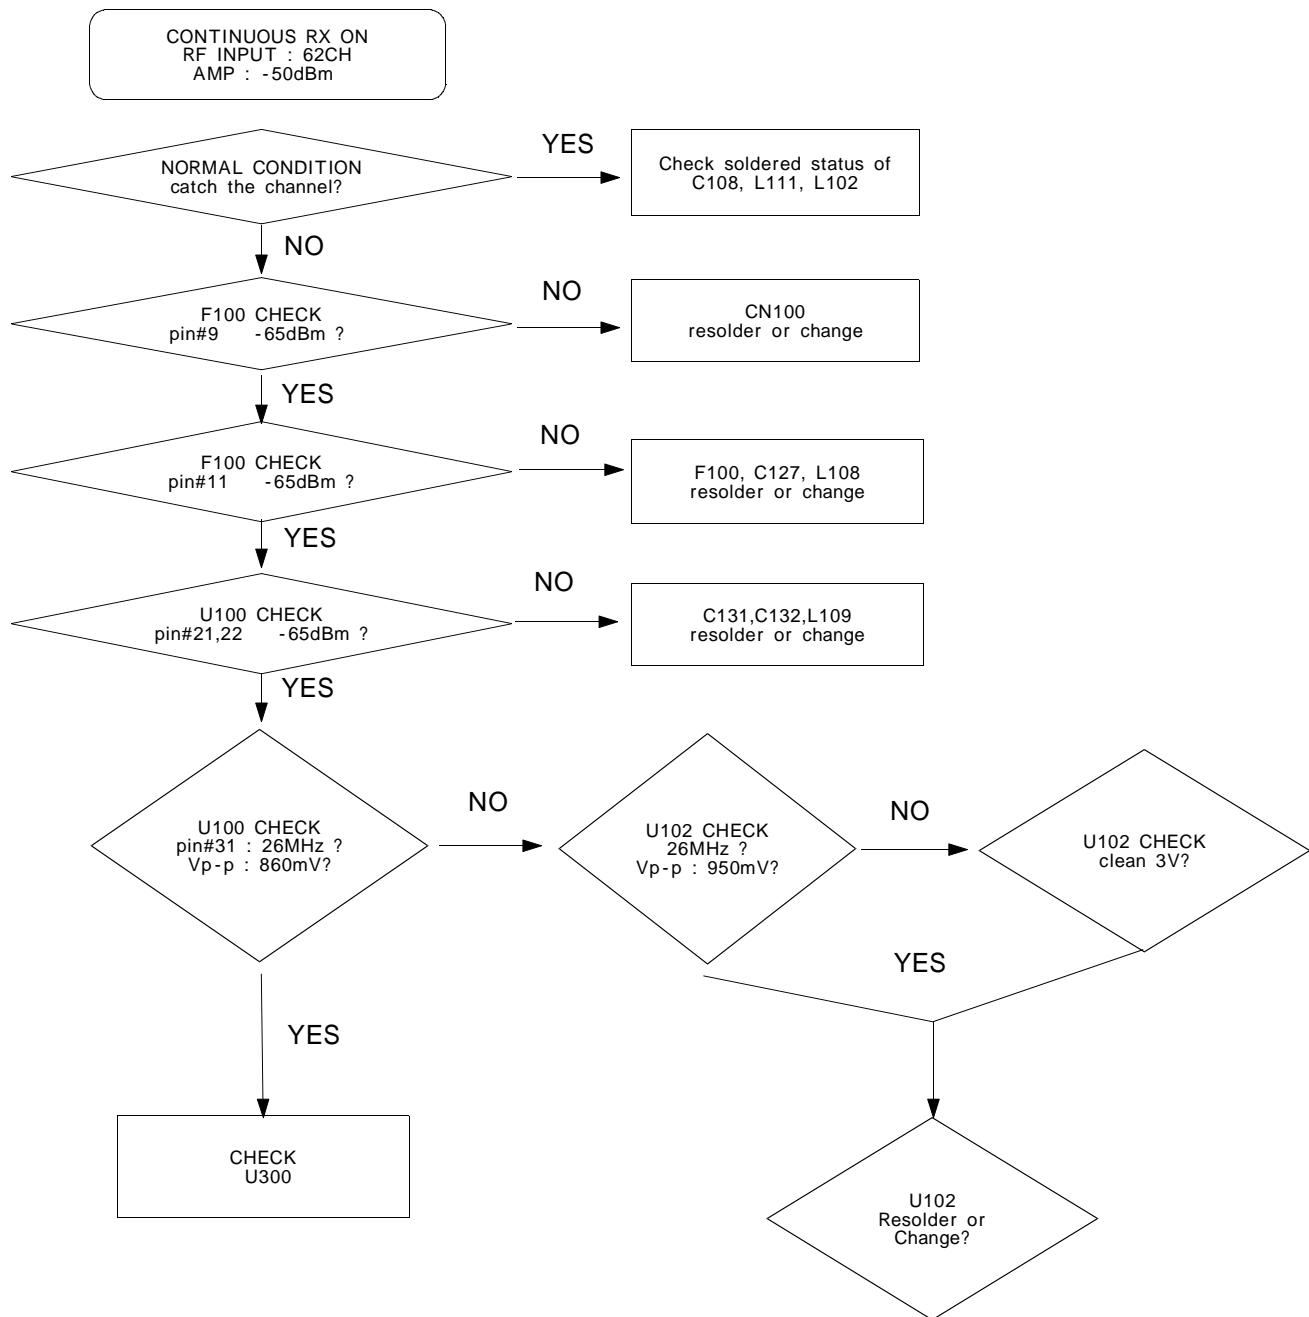 CONTINUOUS RX ON
RF INPUT : 62CH
AMP : -50dBm
NORMAL CONDITION
catch the channel?
YES
Check soldered status of
C108, L111, L102
NO
F100 CHECK
pin#9 -65dBm ?
NO
CN100
resolder or change
YES
F100 CHECK
pin#11 -65dBm ?
NO
F100, C127, L108
resolder or change
YES
U100 CHECK
pin#21,22 -65dBm ?
NO
C131,C132,L109
resolder or change
YES
U100 CHECK
pin#31 : 26MHz ?
Vp-p : 860mV?
NO
U102 CHECK
26MHz ?
Vp-p : 950mV?
NO
U102 CHECK
clean 3V?
YES
YES
CHECK
U300
U102
Resolder or
Change?